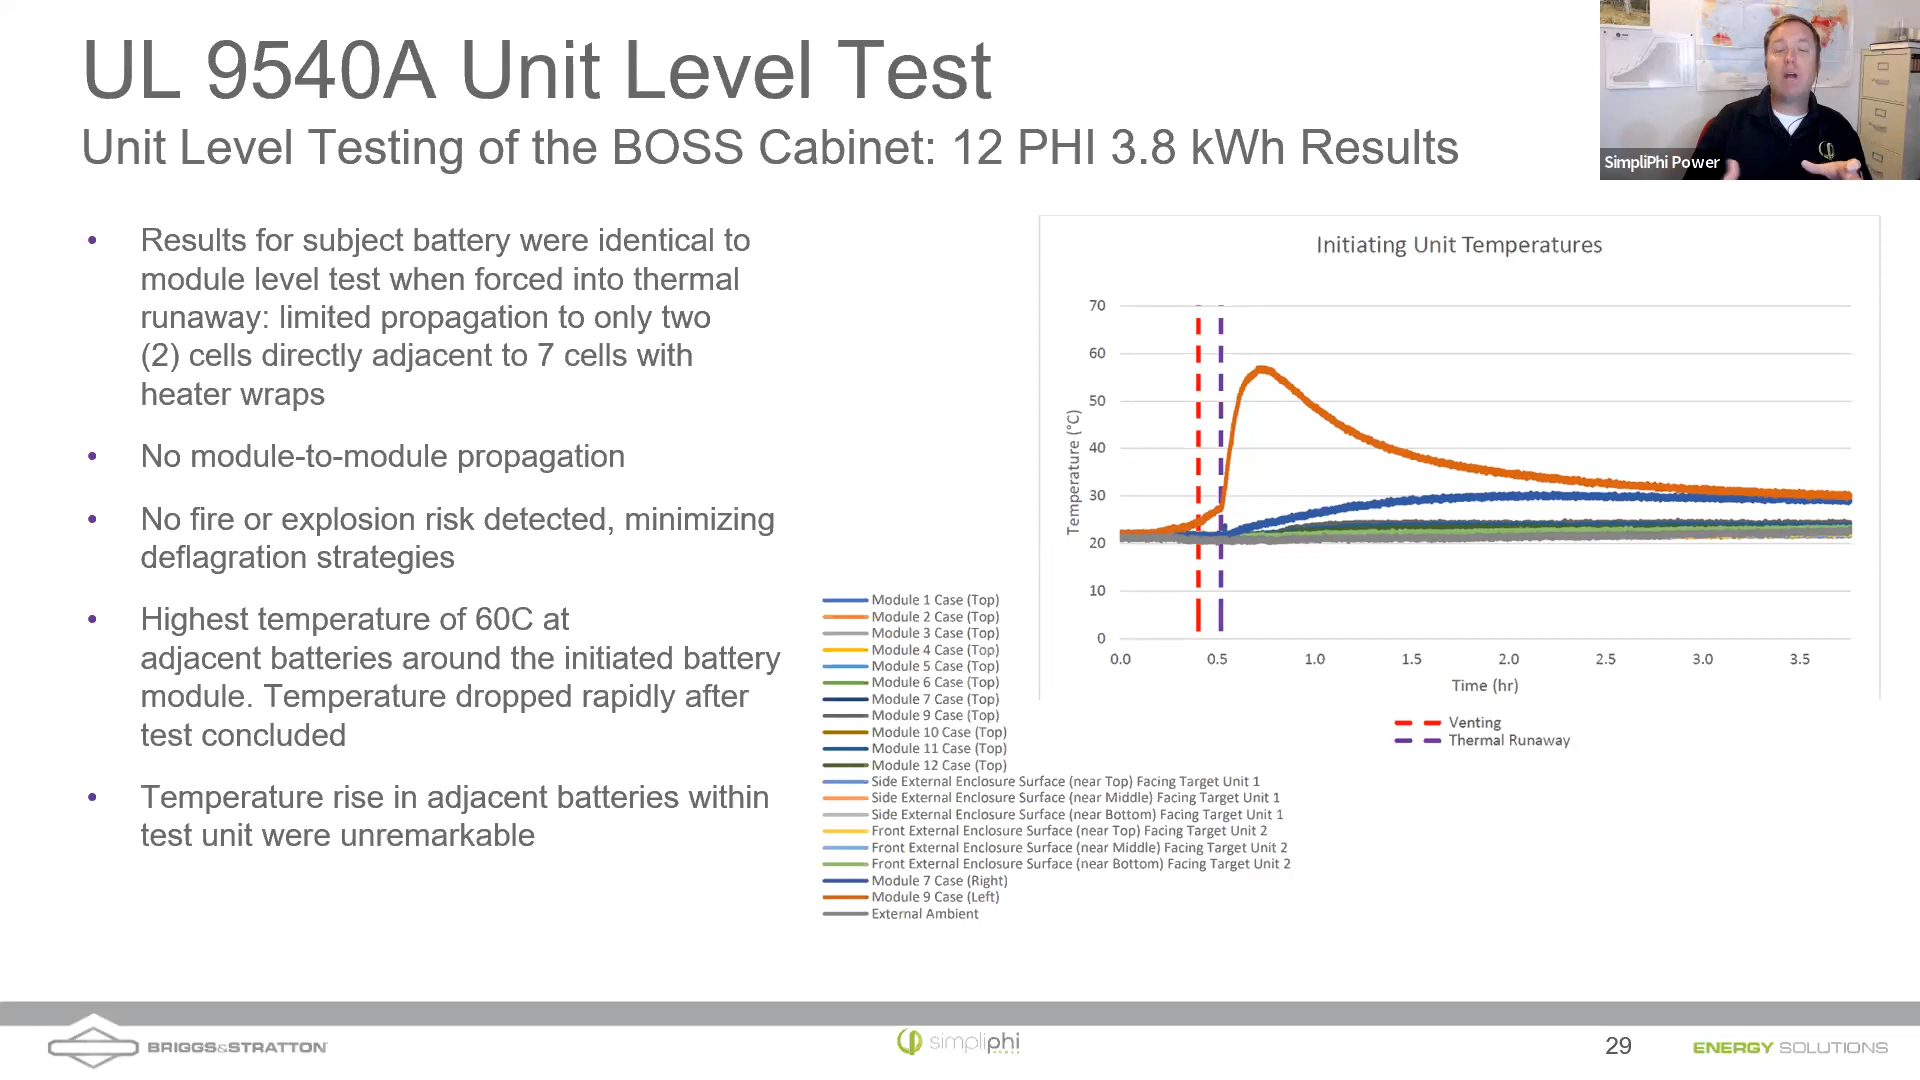 UL 9540A Unit Level Test
Unit Level Testing of the BOSS Cabinet: 12 PHI 3.8 kWh Results
SimpliPhi Power
• Results for subject battery were identical to
module level test when forced into thermal
runaway: limited propagation to only two
(2) cells directly adjacent to 7 cells with
heater wraps
• No module-to-module propagation
• No fire or explosion risk detected, minimizing
deflagration strategies
• Highest temperature of 60C at
adjacent batteries around the initiated battery
module. Temperature dropped rapidly after
test concluded
• Temperature rise in adjacent batteries within
test unit were unremarkable
Initiating Unit Temperatures
70
60
50
40
30
20
10
0
Temperature (°C)
0.0 0.5 1.0 1.5 2.0 2.5 3.0 3.5
Time (hr)
Venting
Thermal Runaway
Module 1 Case (Top)
Module 2 Case (Top)
Module 3 Case (Top)
Module 4 Case (Top)
Module 5 Case (Top)
Module 6 Case (Top)
Module 7 Case (Top)
Module 9 Case (Top)
Module 10 Case (Top)
Module 11 Case (Top)
Module 12 Case (Top)
Side External Enclosure Surface (near Top) Facing Target Unit 1
Side External Enclosure Surface (near Middle) Facing Target Unit 1
Side External Enclosure Surface (near Bottom) Facing Target Unit 1
Front External Enclosure Surface (near Top) Facing Target Unit 2
Front External Enclosure Surface (near Middle) Facing Target Unit 2
Front External Enclosure Surface (near Bottom) Facing Target Unit 2
Module 7 Case (Right)
Module 9 Case (Left)
External Ambient
BRIGGS&STRATTON
simpliphi
29
ENERGY SOLUTIONS